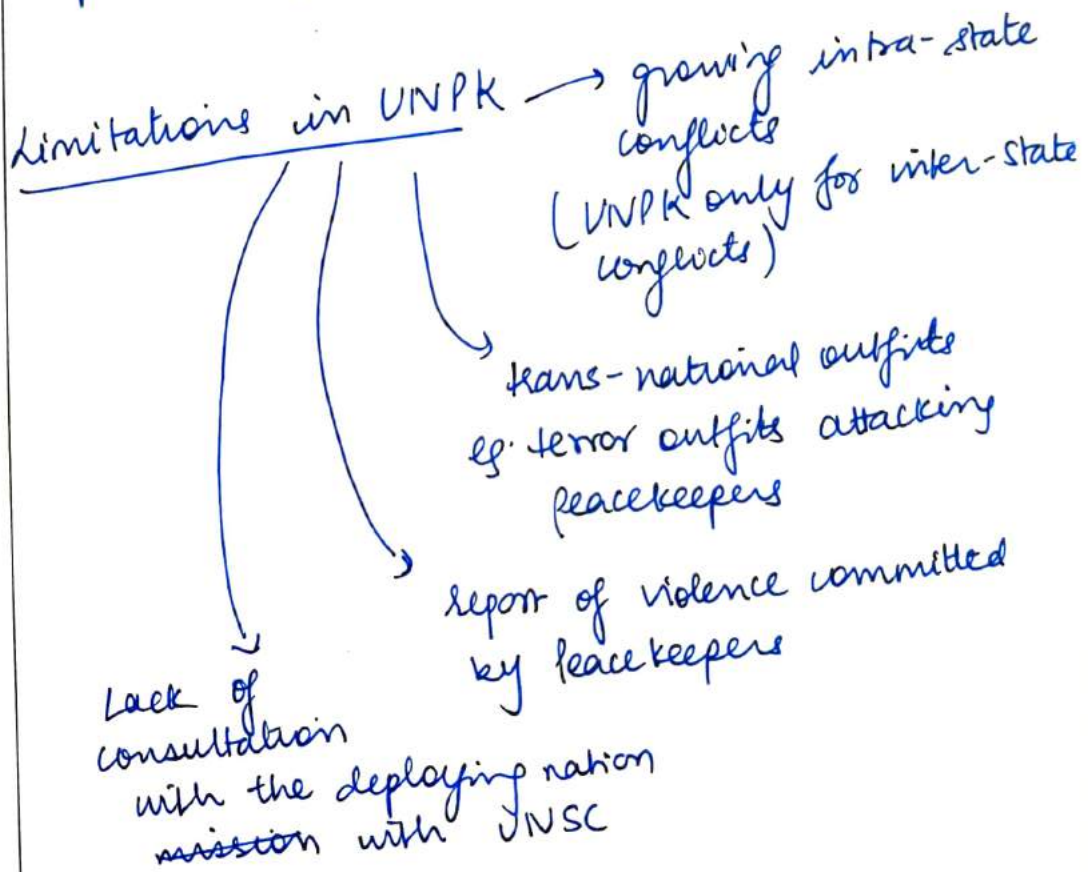 Limitations in UNPK → growing intra-state
conflicts
(UNPK only for inter-state
conflicts)
trans-national outfits
eg. terror outfits attacking
peacekeepers
report of violence committed
by peacekeepers
Lack of
consultation
with the deploying nation
mission with UNSC